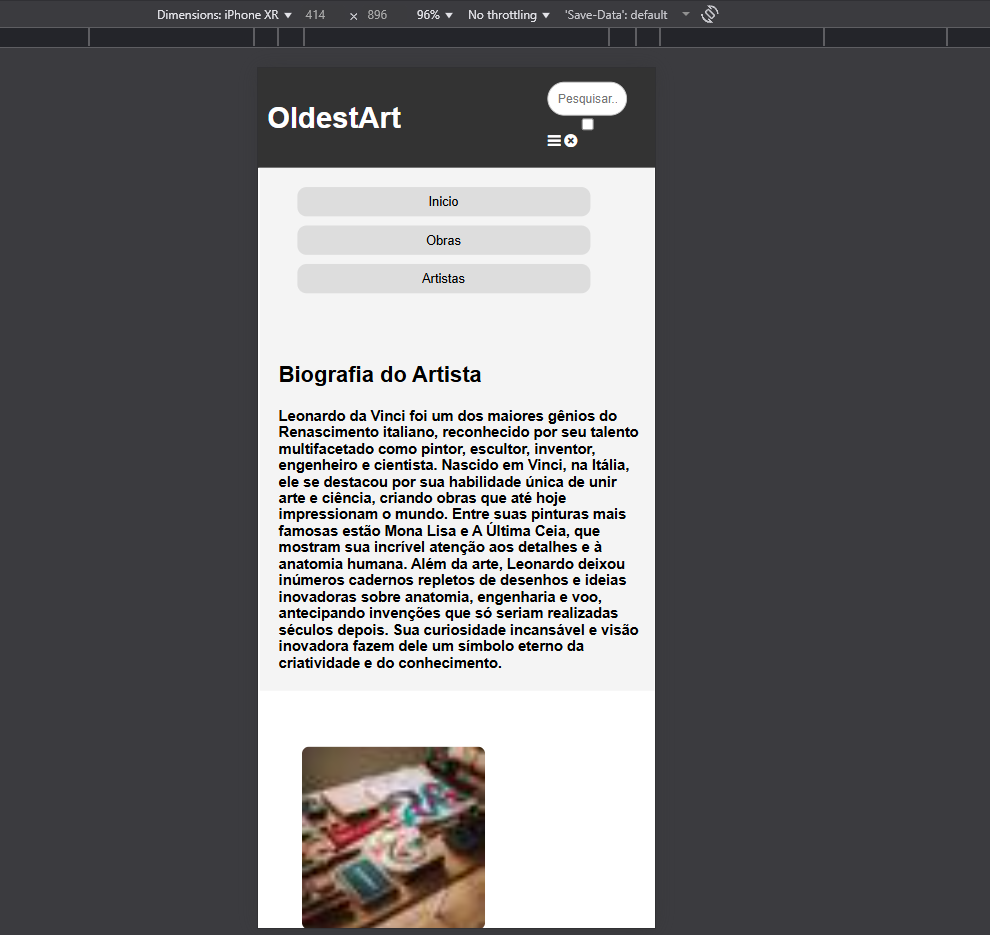 Dimensions: iPhone XR 414 × 896 96% No throttling 'Save-Data': default
OldestArt
Pesquisar..
Inicio
Obras
Artistas
Biografia do Artista
Leonardo da Vinci foi um dos maiores gênios do
Renascimento italiano, reconhecido por seu talento
multifacetado como pintor, escultor, inventor,
engenheiro e cientista. Nascido em Vinci, na Itália,
ele se destacou por sua habilidade única de unir
arte e ciência, criando obras que até hoje
impressionam o mundo. Entre suas pinturas mais
famosas estão Mona Lisa e A Última Ceia, que
mostram sua incrível atenção aos detalhes e à
anatomia humana. Além da arte, Leonardo deixou
inúmeros cadernos repletos de desenhos e ideias
inovadoras sobre anatomia, engenharia e voo,
antecipando invenções que só seriam realizadas
séculos depois. Sua curiosidade incansável e visão
inovadora fazem dele um símbolo eterno da
criatividade e do conhecimento.